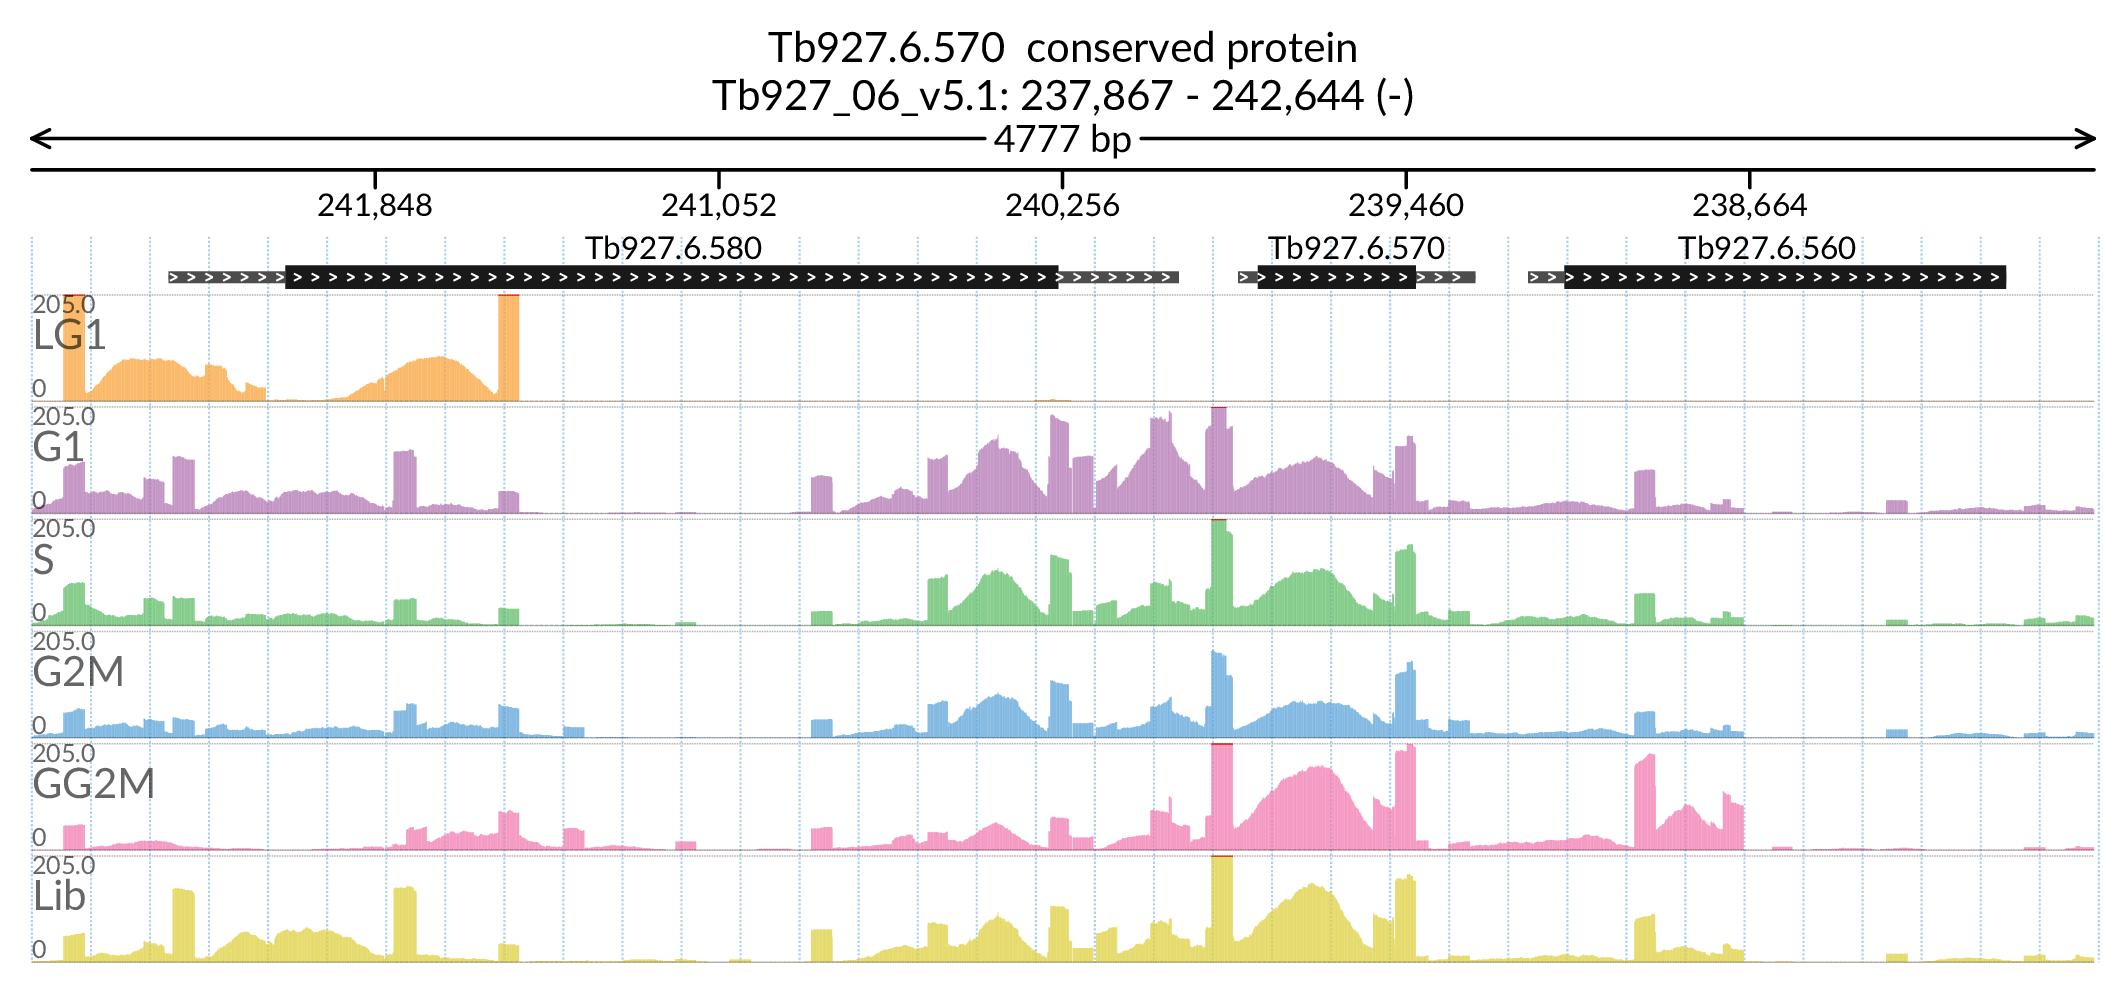 Tb927.6.570  conserved protein
Tb927_06_v5.1: 237,867 - 242,644 (-)
4777 bp
241,848 241,052 240,256 239,460 238,664
Tb927.6.580 Tb927.6.570 Tb927.6.560
205.0
LG1
0
205.0
G1
0
205.0
S
0
205.0
G2M
0
205.0
GG2M
0
205.0
Lib
0